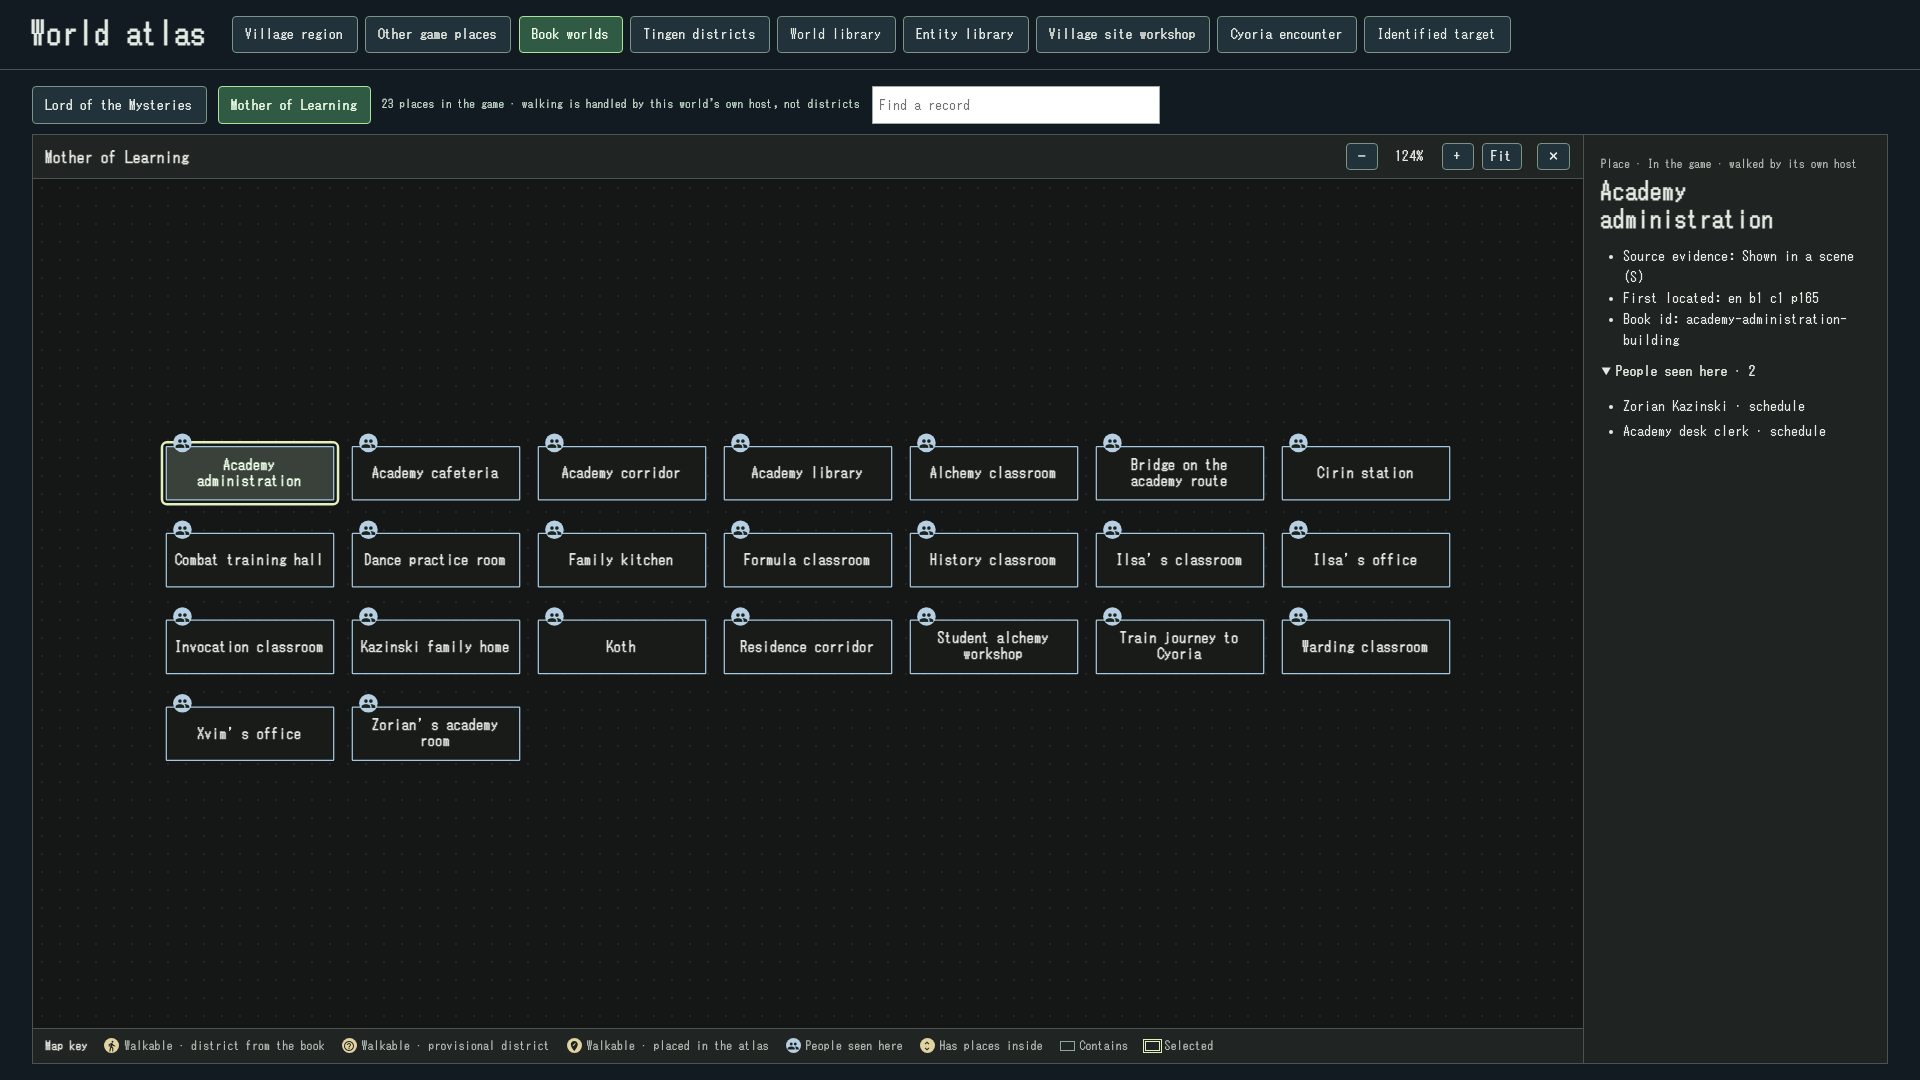 World atlas
Village region
Other game places
Book worlds
Tingen districts
World library
Entity library
Village site workshop
Cyoria encounter
Identified target
Lord of the Mysteries
Mother of Learning
23 places in the game · walking is handled by this world's own host, not districts
Find a record
Mother of Learning
−
124%
+
Fit
×
Academy
administration
Academy cafeteria
Academy corridor
Academy library
Alchemy classroom
Bridge on the
academy route
Cirin station
Combat training hall
Dance practice room
Family kitchen
Formula classroom
History classroom
Ilsa's classroom
Ilsa's office
Invocation classroom
Kazinski family home
Koth
Residence corridor
Student alchemy
workshop
Train journey to
Cyoria
Warding classroom
Xvim's office
Zorian's academy
room
Place · In the game · walked by its own host
Academy
administration
• Source evidence: Shown in a scene
(S)
• First located: en b1 c1 p165
• Book id: academy-administration-
building
▼ People seen here · 2
• Zorian Kazinski · schedule
• Academy desk clerk · schedule
Map key
Walkable · district from the book
Walkable · provisional district
Walkable · placed in the atlas
People seen here
Has places inside
Contains
Selected